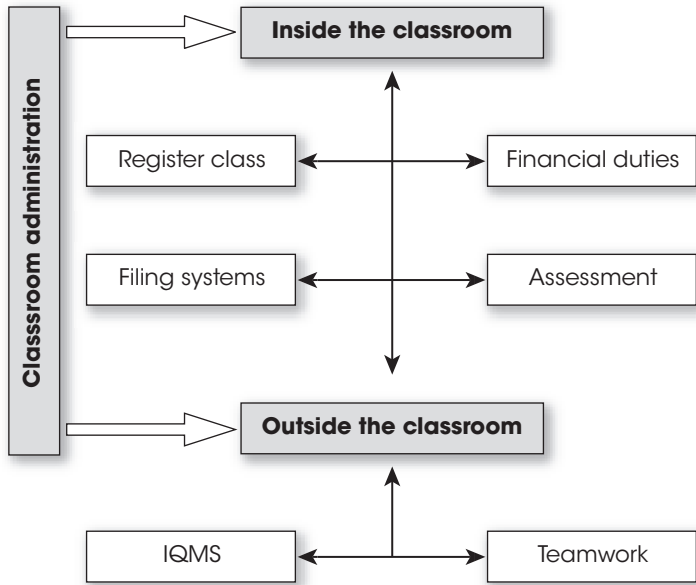 Classsroom administration
Inside the classroom
Register class
Financial duties
Filing systems
Assessment
Outside the classroom
IQMS
Teamwork